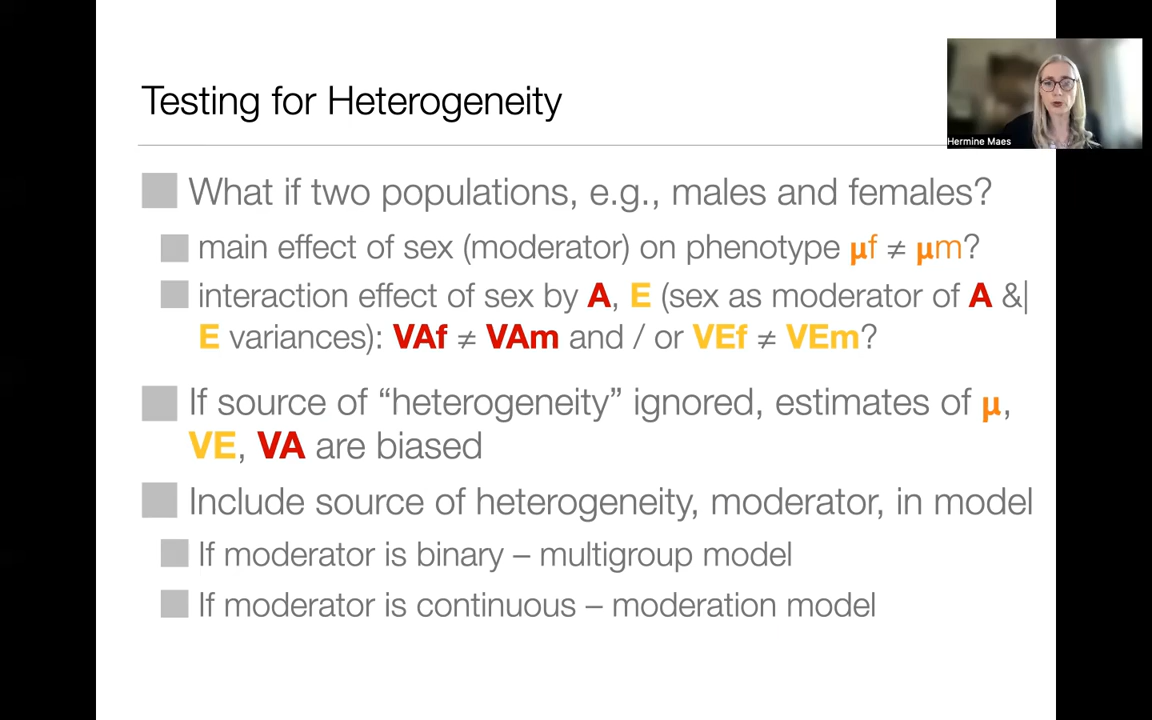 Testing for Heterogeneity
Hermine Maes
What if two populations, e.g., males and females?
main effect of sex (moderator) on phenotype µf ≠ µm?
interaction effect of sex by A, E (sex as moderator of A &|
E variances): VAf ≠ VAm and / or VEf ≠ VEm?
If source of “heterogeneity” ignored, estimates of µ,
VE, VA are biased
Include source of heterogeneity, moderator, in model
If moderator is binary – multigroup model
If moderator is continuous – moderation model